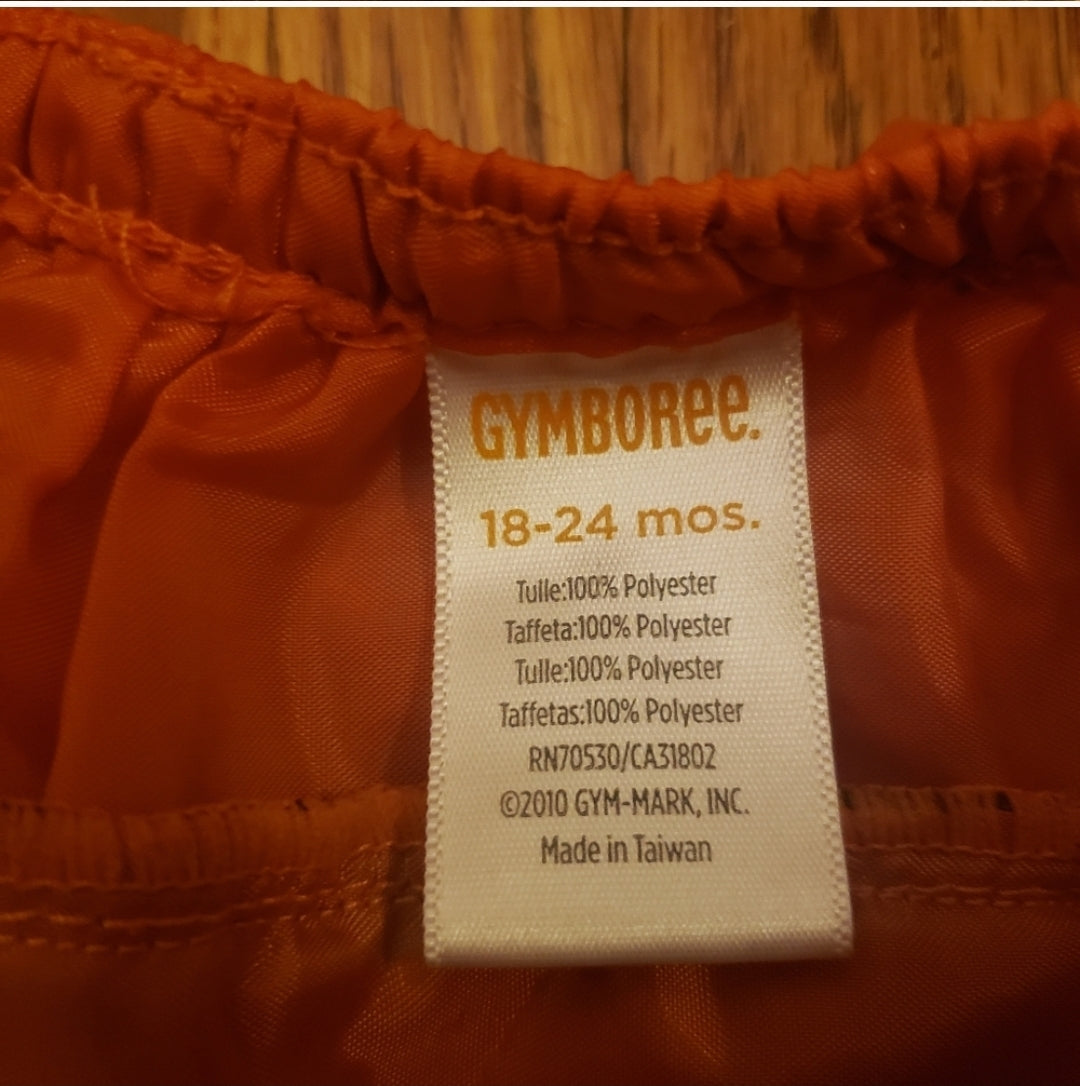 GYMBOREE.
18-24 mos.
Tulle:100% Polyester
Taffeta:100% Polyester
Tulle:100% Polyester
Taffetas:100% Polyester
RN70530/CA31802
©2010 GYM-MARK, INC.
Made in Taiwan